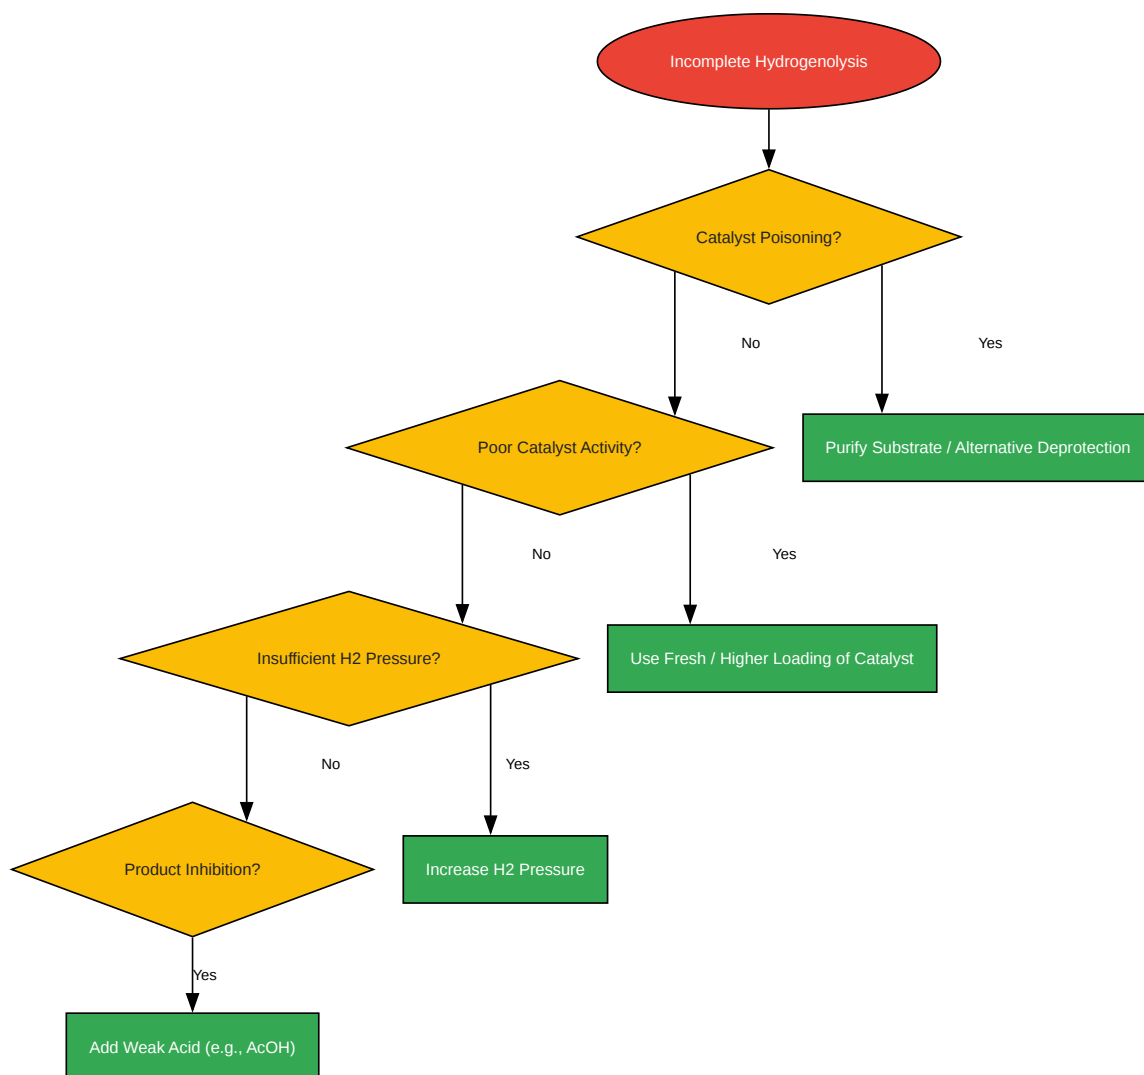 Incomplete Hydrogenolysis
Catalyst Poisoning?
No
Yes
Poor Catalyst Activity?
Purify Substrate / Alternative Deprotection
No
Yes
Insufficient H2 Pressure?
Use Fresh / Higher Loading of Catalyst
No
Yes
Product Inhibition?
Increase H2 Pressure
Yes
Add Weak Acid (e.g., AcOH)